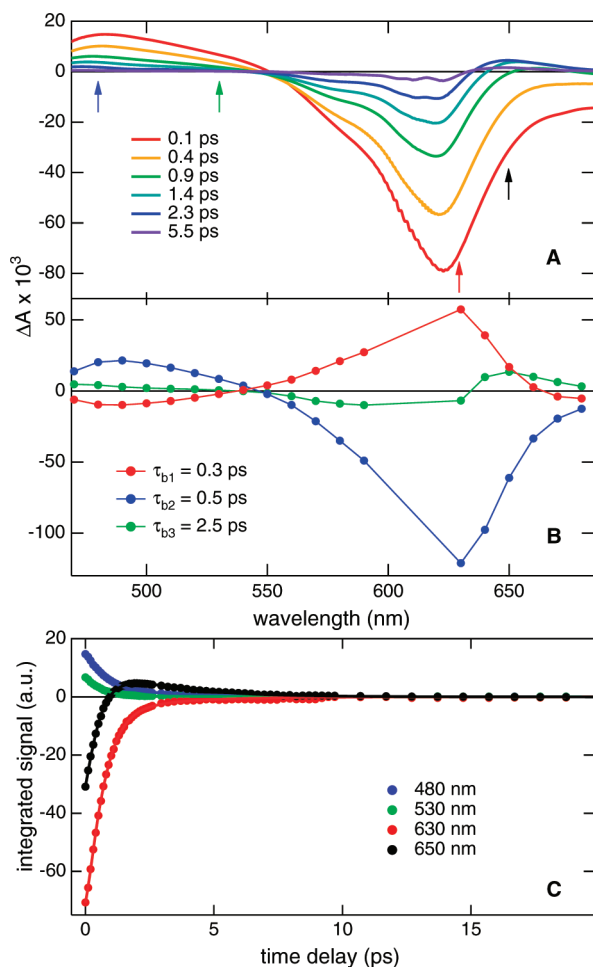 20
0
-20
-40
-60
-80
0.1 ps
0.4 ps
0.9 ps
1.4 ps
2.3 ps
5.5 ps
A
ΔA x 10³
50
0
-50
-100
τb1 = 0.3 ps
τb2 = 0.5 ps
τb3 = 2.5 ps
B
500 550 600 650
wavelength (nm)
20
0
-20
-40
-60
integrated signal (a.u.)
480 nm
530 nm
630 nm
650 nm
C
0 5 10 15
time delay (ps)